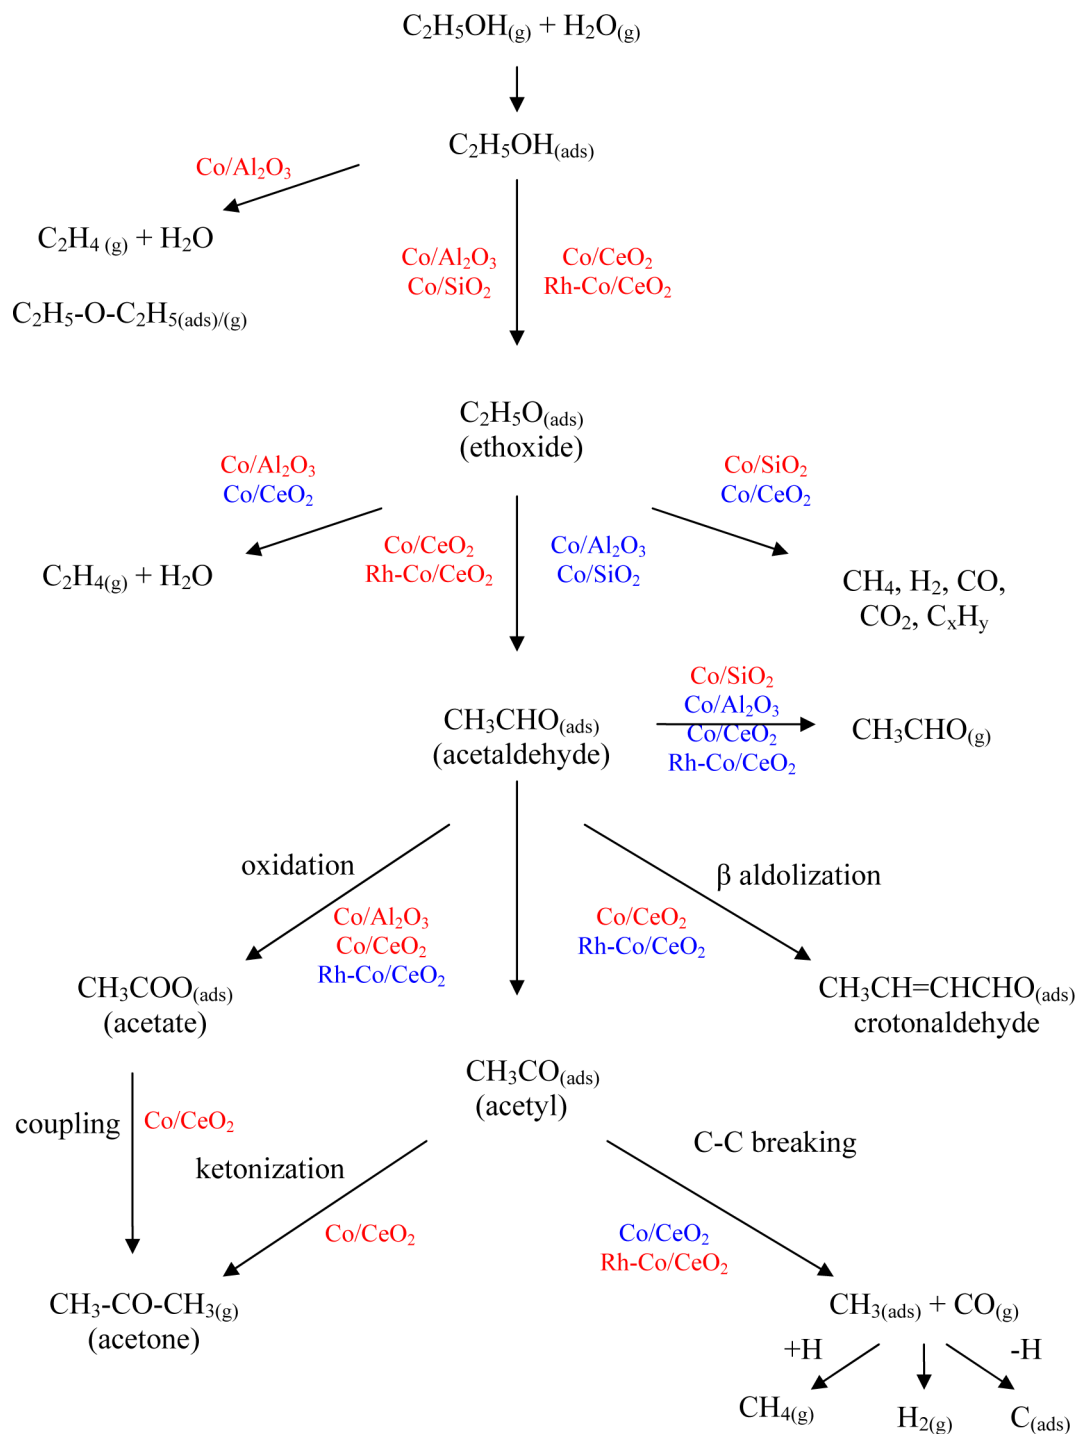 C₂H₅OH(g) + H₂O(g)
C₂H₅OH(ads)
Co/Al₂O₃
C₂H₄ (g) + H₂O
C₂H₅-O-C₂H₅(ads)/(g)
Co/Al₂O₃
Co/SiO₂
Co/CeO₂
Rh-Co/CeO₂
C₂H₅O(ads)
(ethoxide)
Co/Al₂O₃
Co/CeO₂
C₂H₄(g) + H₂O
Co/CeO₂
Rh-Co/CeO₂
Co/Al₂O₃
Co/SiO₂
Co/SiO₂
Co/CeO₂
CH₄, H₂, CO,
CO₂, CₓHᵧ
CH₃CHO(ads)
(acetaldehyde)
Co/SiO₂
Co/Al₂O₃
Co/CeO₂
Rh-Co/CeO₂
CH₃CHO(g)
oxidation
Co/Al₂O₃
Co/CeO₂
Rh-Co/CeO₂
β aldolization
Co/CeO₂
Rh-Co/CeO₂
CH₃COO(ads)
(acetate)
CH₃CH=CHCHO(ads)
crotonaldehyde
CH₃CO(ads)
(acetyl)
coupling
Co/CeO₂
ketonization
Co/CeO₂
C-C breaking
Co/CeO₂
Rh-Co/CeO₂
CH₃-CO-CH₃(g)
(acetone)
CH₃(ads) + CO(g)
+H
-H
CH₄(g)
H₂(g)
C(ads)